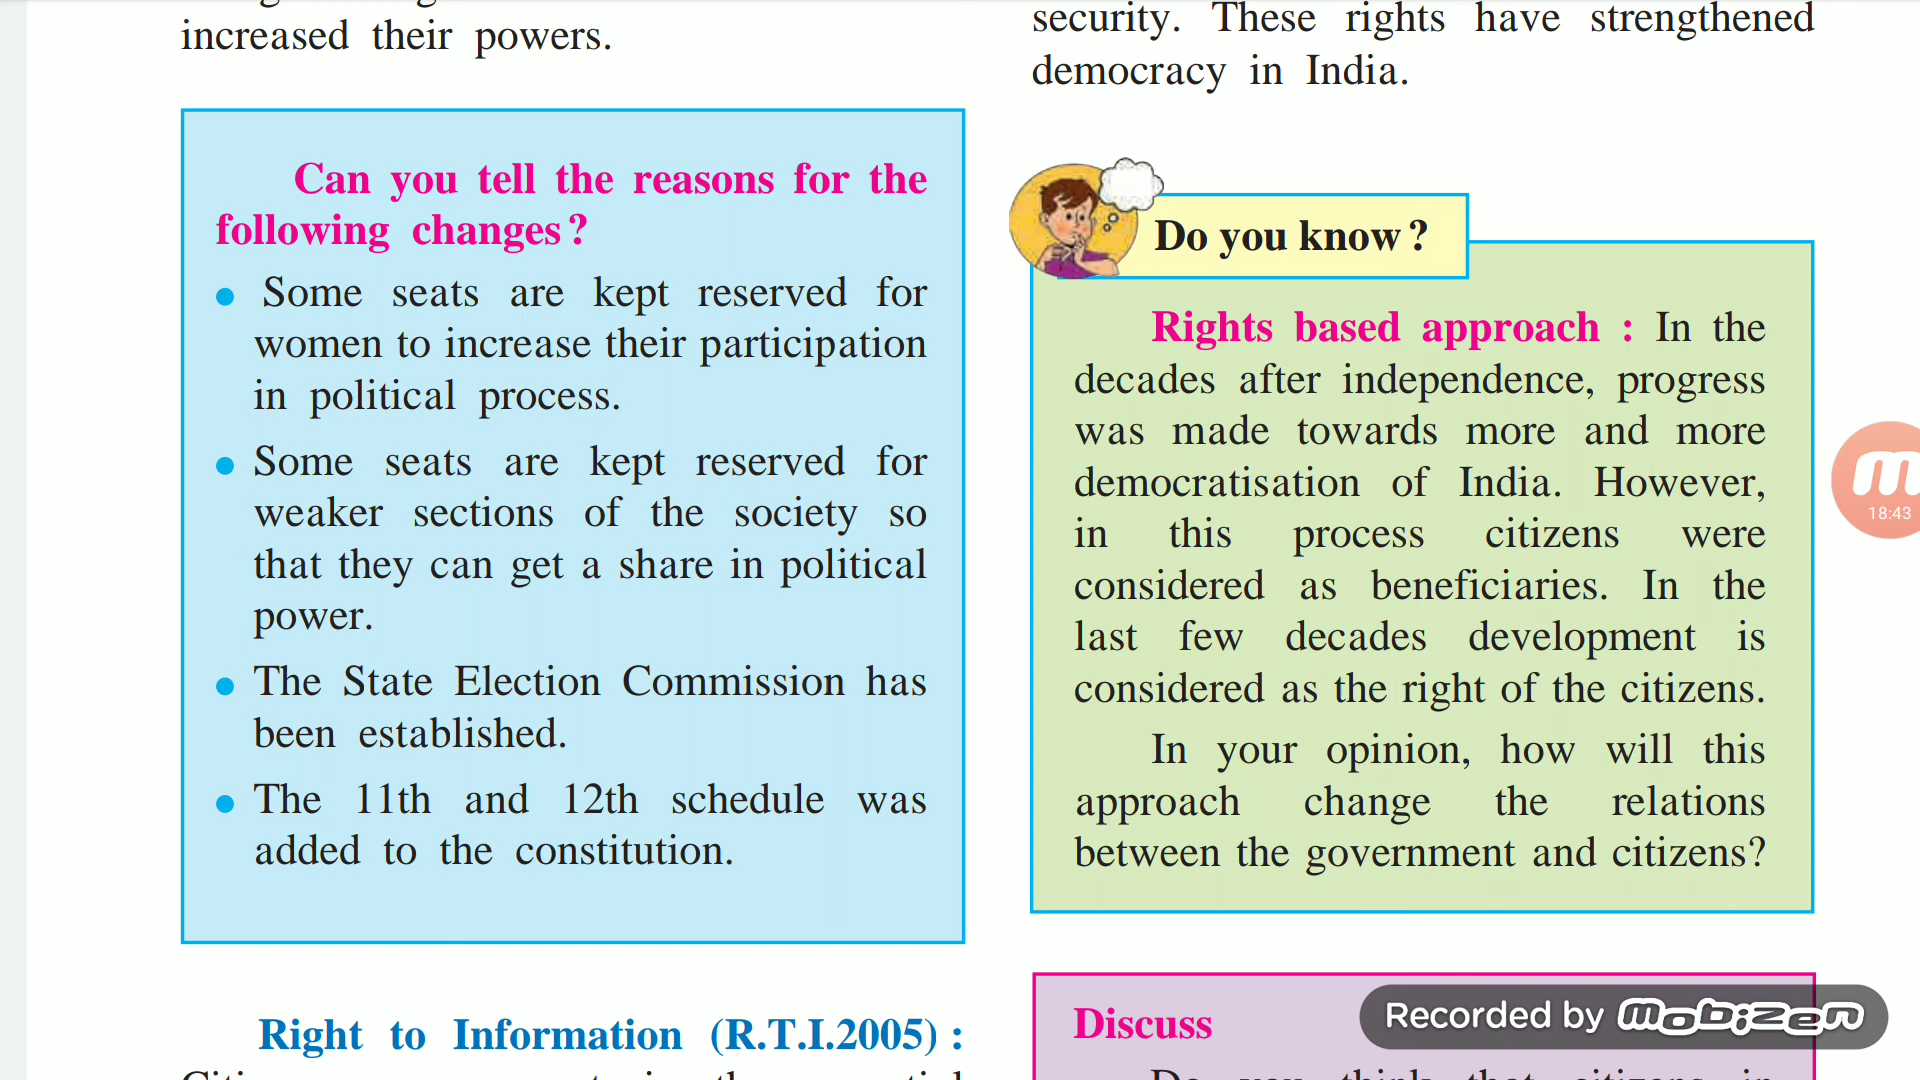 increased their powers.
Can you tell the reasons for the
following changes?
Some seats are kept reserved for
women to increase their participation
in political process.
Some seats are kept reserved for
weaker sections of the society so
that they can get a share in political
power.
The State Election Commission has
been established.
The 11th and 12th schedule was
added to the constitution.
Right to Information (R.T.I.2005) :
security. These rights have strengthened
democracy in India.
Do you know?
Rights based approach : In the
decades after independence, progress
was made towards more and more
democratisation of India. However,
in this process citizens were
considered as beneficiaries. In the
last few decades development is
considered as the right of the citizens.
In your opinion, how will this
approach change the relations
between the government and citizens?
Discuss
Do you think that citizens in
18:43
Recorded by mobizen